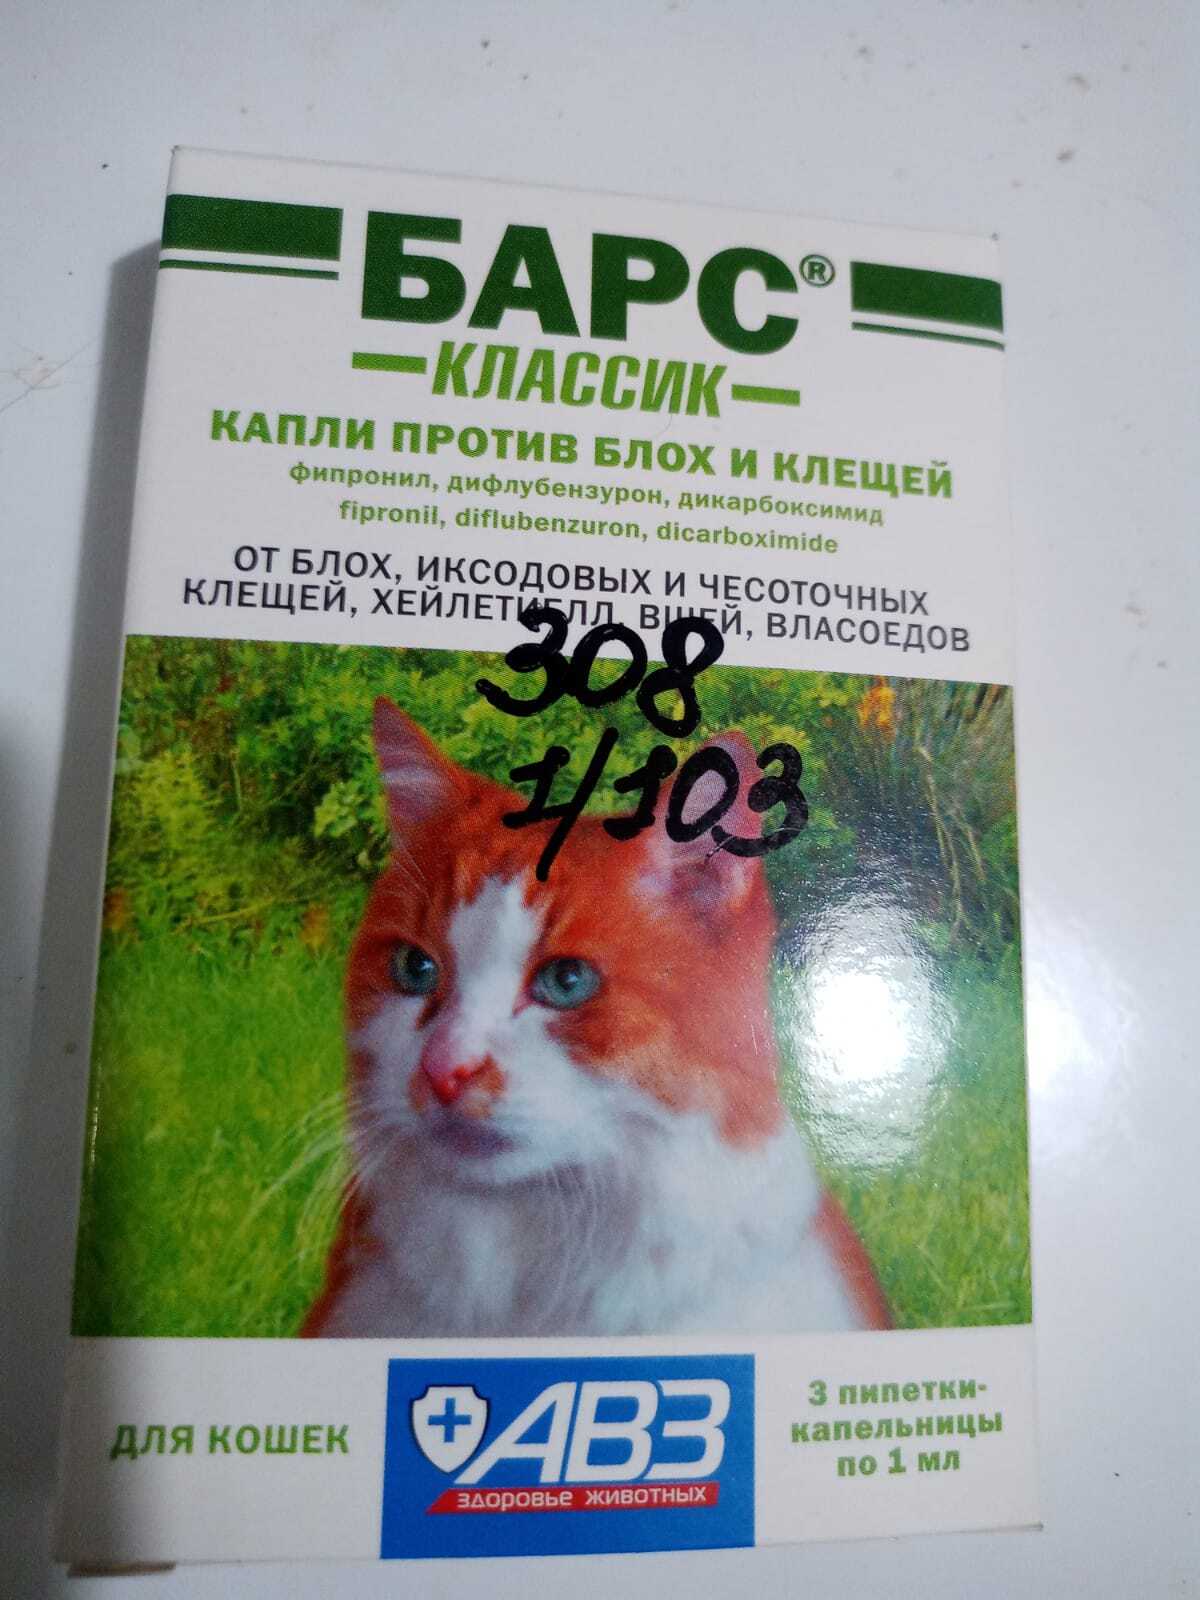 БАРС®
КЛАССИК
КАПЛИ ПРОТИВ БЛОХ И КЛЕЩЕЙ
фипронил, дифлубензурон, дикарбоксимид
fipronil, diflubenzuron, dicarboximide
ОТ БЛОХ, ИКСОДОВЫХ И ЧЕСОТОЧНЫХ
КЛЕЩЕЙ, ХЕЙЛЕТИЕЛЛ, ВШЕЙ, ВЛАСОЕДОВ
308
1/103
ДЛЯ КОШЕК
АВЗ
ЗДОРОВЬЕ ЖИВОТНЫХ
3 пипетки-
капельницы
по 1 мл